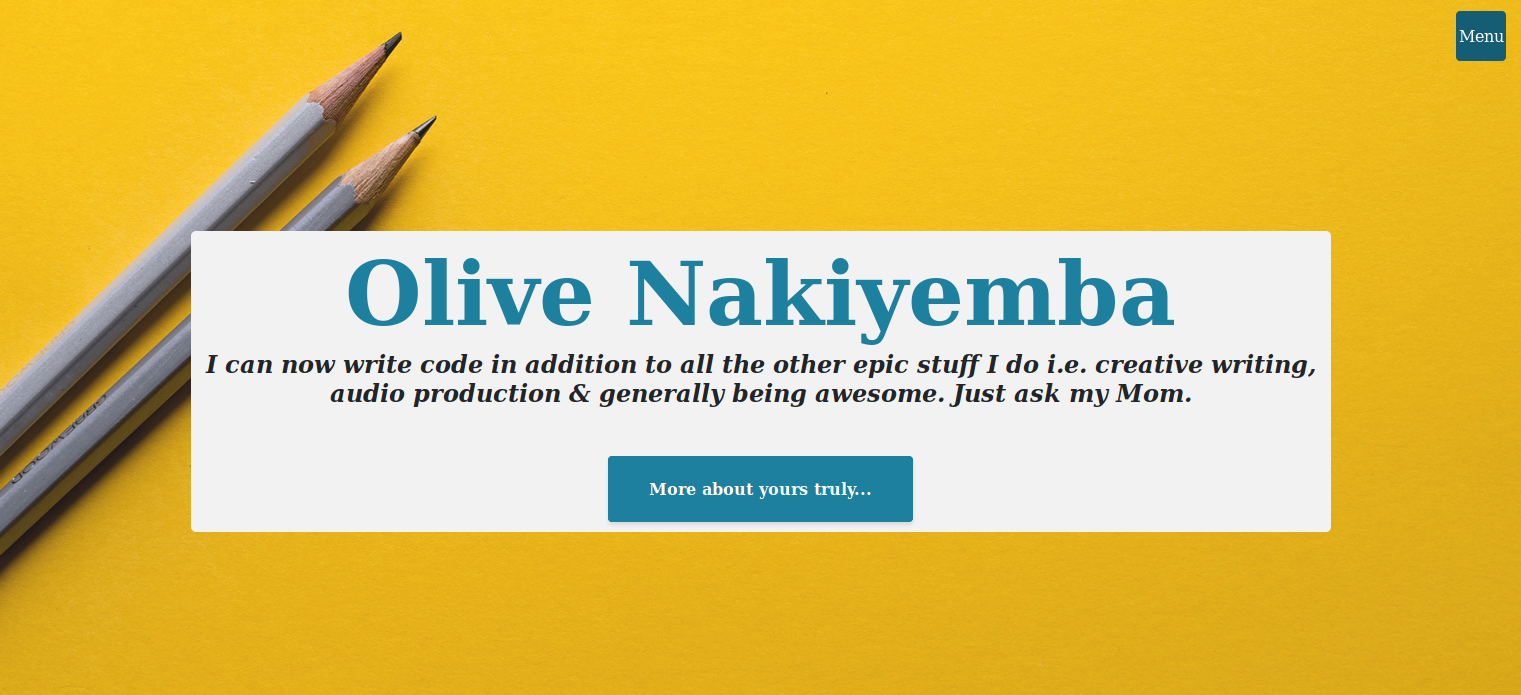 Menu
Olive Nakiyemba
I can now write code in addition to all the other epic stuff I do i.e. creative writing,
audio production & generally being awesome. Just ask my Mom.
More about yours truly...